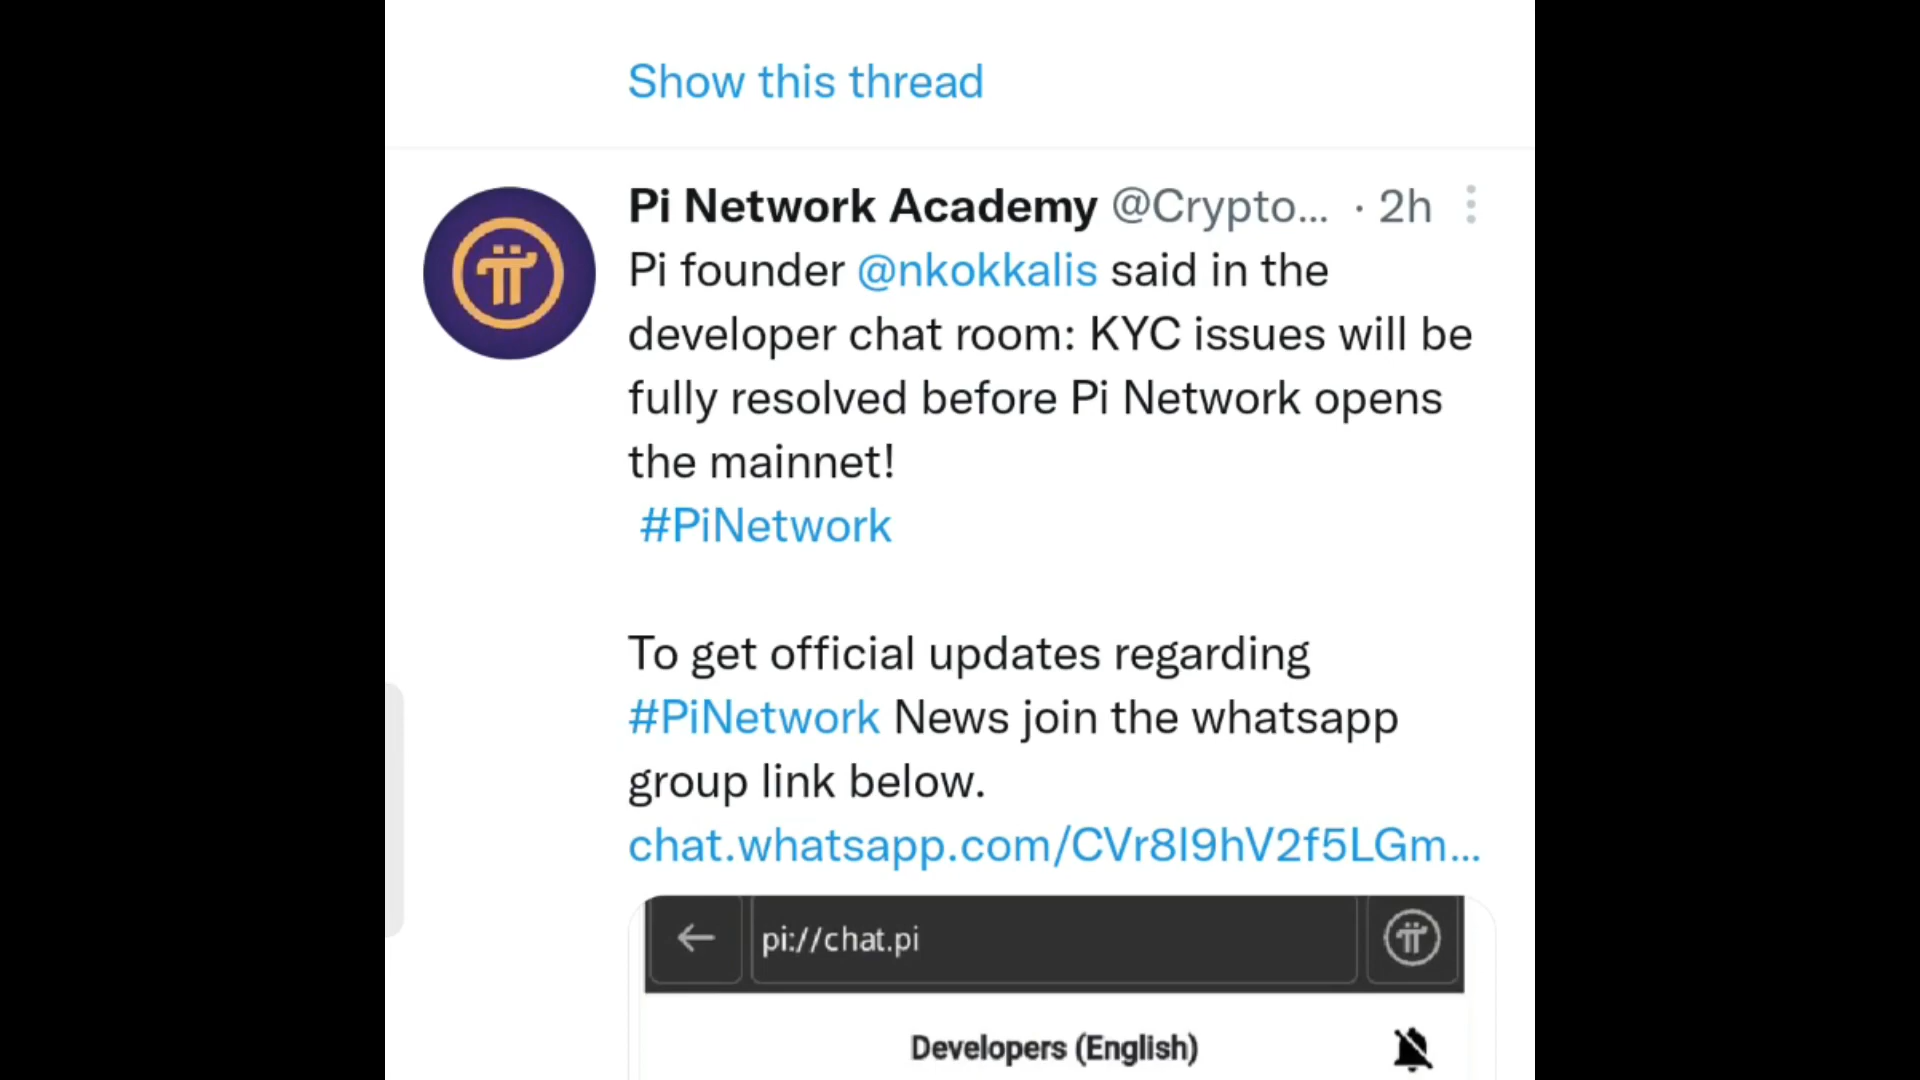 Show this thread
Pi Network Academy @Crypto... · 2h
Pi founder @nkokkalis said in the
developer chat room: KYC issues will be
fully resolved before Pi Network opens
the mainnet!
#PiNetwork
To get official updates regarding
#PiNetwork News join the whatsapp
group link below.
chat.whatsapp.com/CVr8I9hV2f5LGm...
pi://chat.pi
Developers (English)